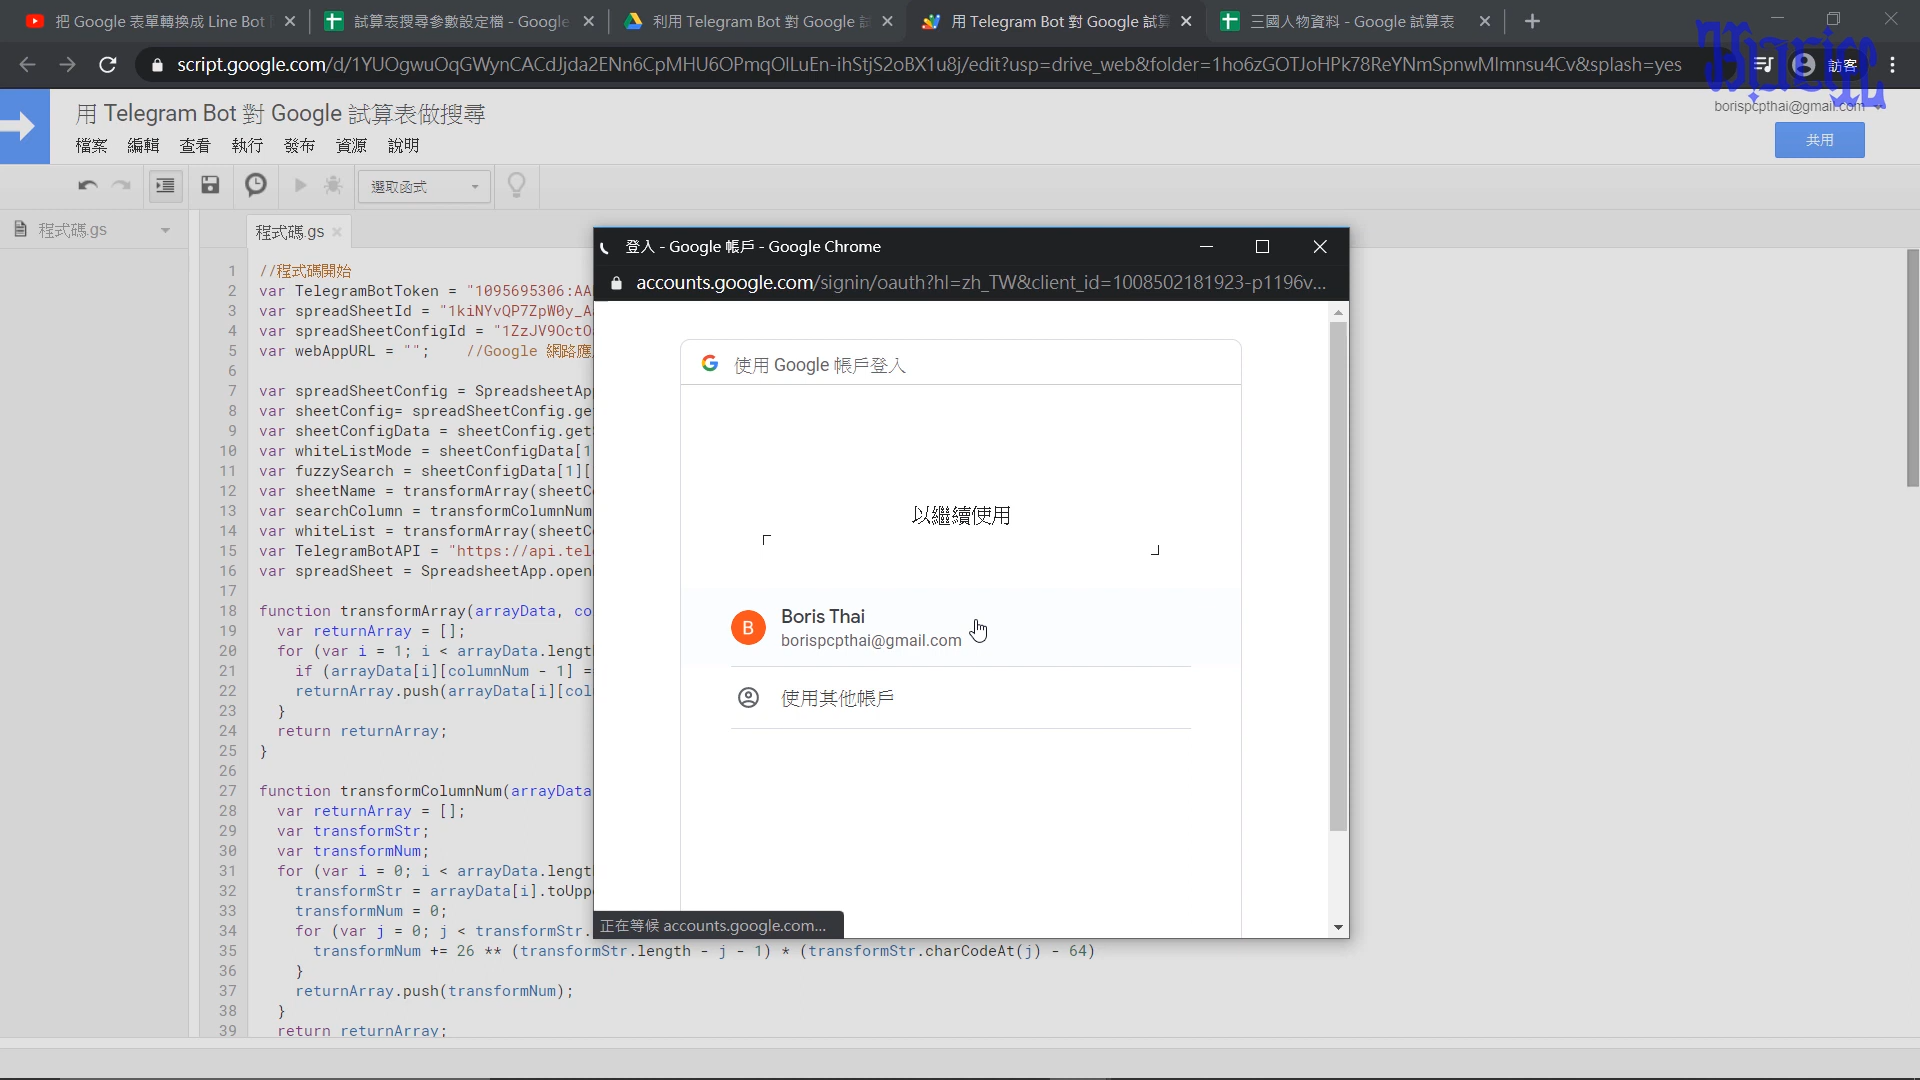 把 Google 表單轉換成 Line Bot
試算表搜尋參數設定檔 - Google
利用 Telegram Bot 對 Google 試
用 Telegram Bot 對 Google 試算
三國人物資料 - Google 試算表
script.google.com/d/1YUOgwuOqGWynCACdJjda2ENn6CpMHU6OPmqOlLuEn-ihStjS2oBX1u8j/edit?usp=drive_web&folder=1ho6zGOTJoHPk78ReYNmSpnwMlmnsu4Cv&splash=yes
訪客
用 Telegram Bot 對 Google 試算表做搜尋
borispcpthai@gmail.com
檔案 編輯 查看 執行 發布 資源 說明
共用
選取函式
程式碼.gs
程式碼.gs
1 //程式碼開始
2 var TelegramBotToken = "1095695306:AA
3 var spreadSheetId = "1kiNYvQP7ZpW0y_A
4 var spreadSheetConfigId = "1ZzJV9OctO
5 var webAppURL = ""; //Google 網路應
6
7 var spreadSheetConfig = SpreadsheetAp
8 var sheetConfig= spreadSheetConfig.ge
9 var sheetConfigData = sheetConfig.get
10 var whiteListMode = sheetConfigData[1
11 var fuzzySearch = sheetConfigData[1][
12 var sheetName = transformArray(sheetC
13 var searchColumn = transformColumnNum
14 var whiteList = transformArray(sheetC
15 var TelegramBotAPI = "https://api.tel
16 var spreadSheet = SpreadsheetApp.open
17
18 function transformArray(arrayData, co
19 var returnArray = [];
20 for (var i = 1; i < arrayData.lengt
21 if (arrayData[i][columnNum - 1] =
22 returnArray.push(arrayData[i][col
23 }
24 return returnArray;
25 }
26
27 function transformColumnNum(arrayData
28 var returnArray = [];
29 var transformStr;
30 var transformNum;
31 for (var i = 0; i < arrayData.lengt
32 transformStr = arrayData[i].toUpp
33 transformNum = 0;
34 for (var j = 0; j < transformStr.
35 transformNum += 26 ** (transformStr.length - j - 1) * (transformStr.charCodeAt(j) - 64)
36 }
37 returnArray.push(transformNum);
38 }
39 return returnArray;
登入 - Google 帳戶 - Google Chrome
accounts.google.com/signin/oauth?hl=zh_TW&client_id=1008502181923-p1196v...
使用 Google 帳戶登入
以繼續使用
「
」
B
Boris Thai
borispcpthai@gmail.com
使用其他帳戶
正在等候 accounts.google.com...